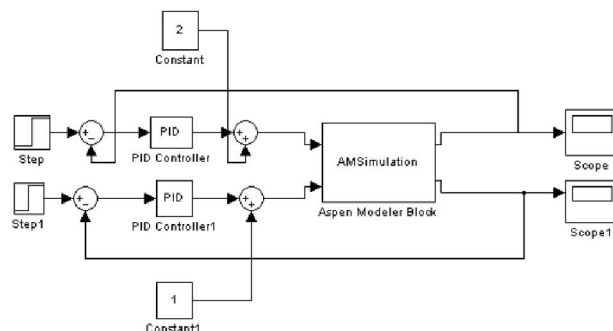 2
Constant
+
−
PID
+
+
Step
PID Controller
AMSimulation
Scope
+
−
PID
+
+
Step1
PID Controller1
Aspen Modeler Block
Scope1
1
Constant1